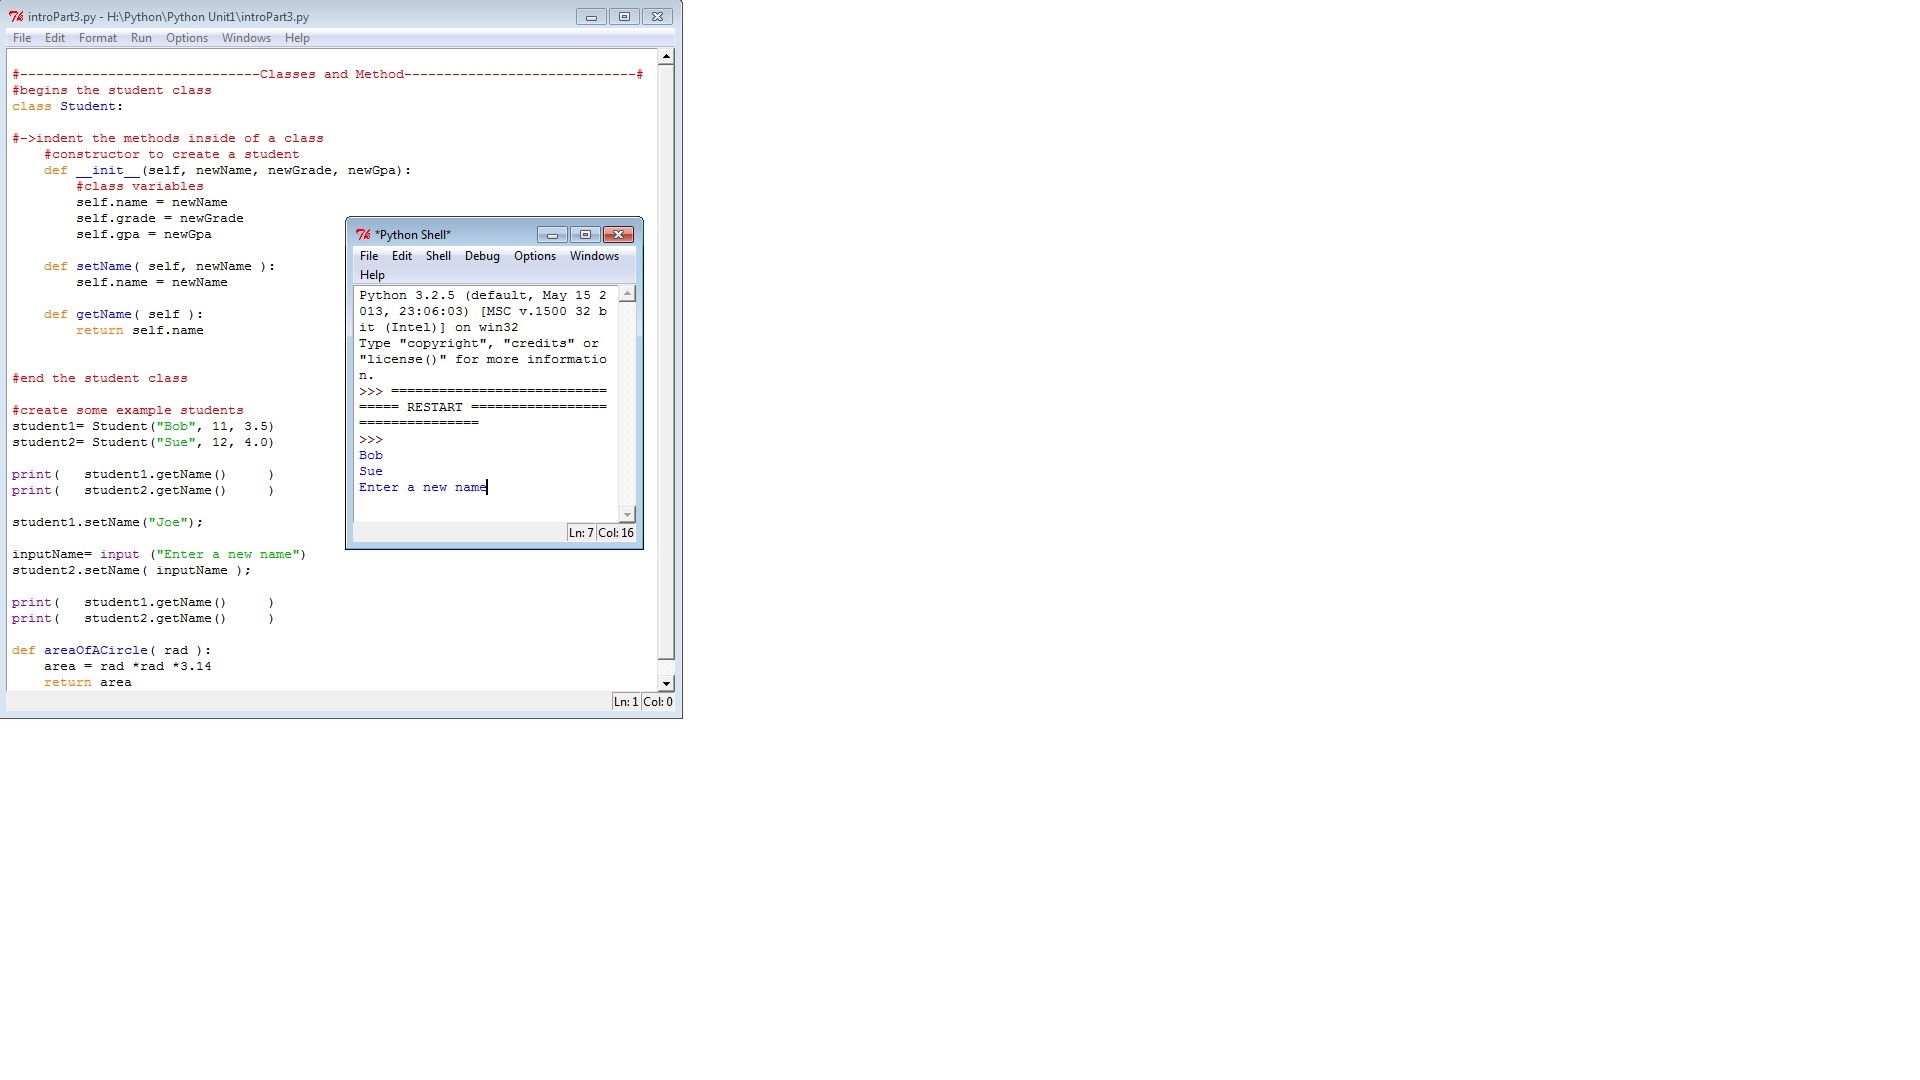 introPart3.py - H:\Python\Python Unit1\introPart3.py
File Edit Format Run Options Windows Help
#------------------------------Classes and Method-----------------------------#
#begins the student class
class Student:
#->indent the methods inside of a class
    #constructor to create a student
    def __init__(self, newName, newGrade, newGpa):
        #class variables
        self.name = newName
        self.grade = newGrade
        self.gpa = newGpa
    def setName( self, newName ):
        self.name = newName
    def getName( self ):
        return self.name
#end the student class
#create some example students
student1= Student("Bob", 11, 3.5)
student2= Student("Sue", 12, 4.0)
print(   student1.getName()     )
print(   student2.getName()     )
student1.setName("Joe");
inputName= input ("Enter a new name")
student2.setName( inputName );
print(   student1.getName()     )
print(   student2.getName()     )
def areaOfACircle( rad ):
    area = rad *rad *3.14
    return area
Ln: 1 Col: 0
*Python Shell*
File Edit Shell Debug Options Windows
Help
Python 3.2.5 (default, May 15 2
013, 23:06:03) [MSC v.1500 32 b
it (Intel)] on win32
Type "copyright", "credits" or
"license()" for more informatio
n.
>>> ===========================
===== RESTART =================
===============
>>>
Bob
Sue
Enter a new name
Ln: 7 Col: 16